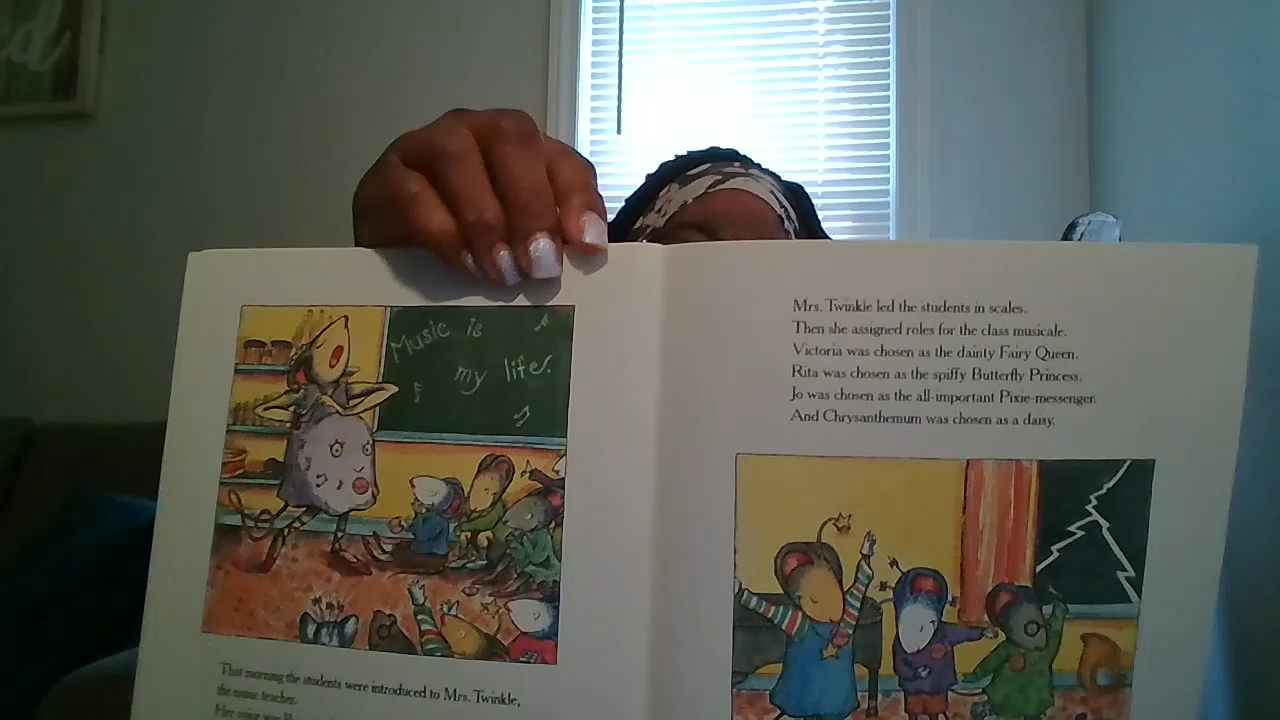 Music is
my life!
That morning the students were introduced to Mrs. Twinkle,
the music teacher.
Her voice was
Mrs. Twinkle led the students in scales.
Then she assigned roles for the class musicale.
Victoria was chosen as the dainty Fairy Queen.
Rita was chosen as the spiffy Butterfly Princess.
Jo was chosen as the all-important Pixie-messenger.
And Chrysanthemum was chosen as a daisy.